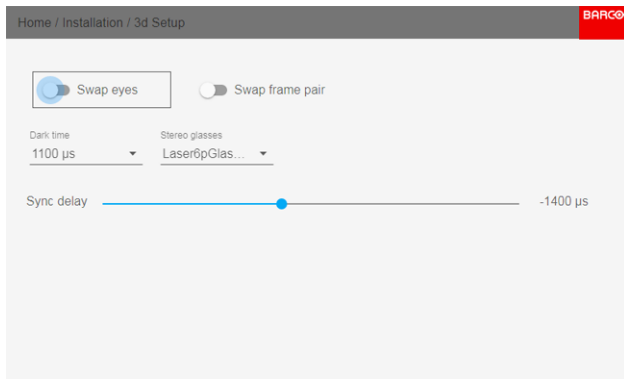 Home / Installation / 3d Setup
BARCO
Swap eyes
Swap frame pair
Dark time
Stereo glasses
1100 µs
Laser6pGlas...
Sync delay
-1400 µs